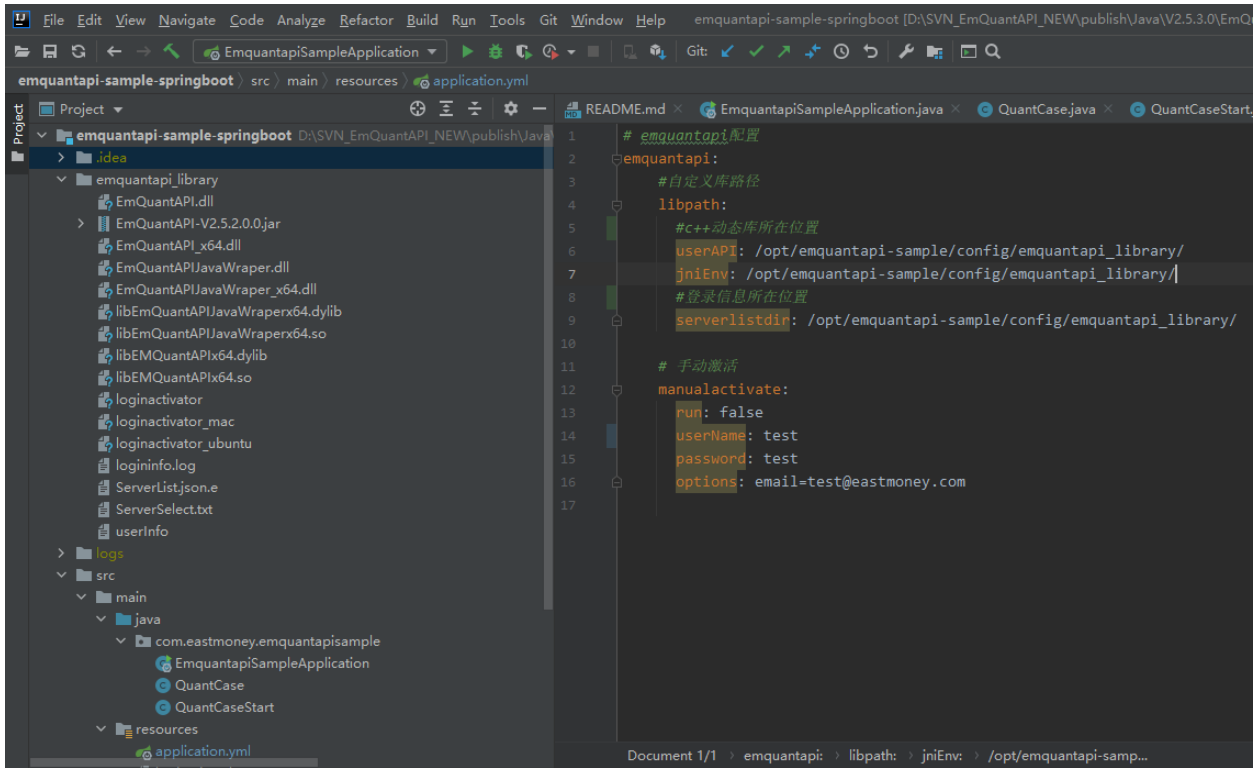 File Edit View Navigate Code Analyze Refactor Build Run Tools Git Window Help emquantapi-sample-springboot [D:\SVN_EmQuantAPI_NEW\publish\Java\V2.5.3.0\EmQu
EmquantapiSampleApplication Git:
emquantapi-sample-springboot src main resources application.yml
Project
Project
README.md EmquantapiSampleApplication.java QuantCase.java QuantCaseStart.
emquantapi-sample-springboot D:\SVN_EmQuantAPI_NEW\publish\Java\
.idea
emquantapi_library
EmQuantAPI.dll
EmQuantAPI-V2.5.2.0.0.jar
EmQuantAPI_x64.dll
EmQuantAPIJavaWraper.dll
EmQuantAPIJavaWraper_x64.dll
libEmQuantAPIJavaWraperx64.dylib
libEmQuantAPIJavaWraperx64.so
libEMQuantAPIx64.dylib
libEMQuantAPIx64.so
loginactivator
loginactivator_mac
loginactivator_ubuntu
logininfo.log
ServerList.json.e
ServerSelect.txt
userInfo
logs
src
main
java
com.eastmoney.emquantapisample
EmquantapiSampleApplication
QuantCase
QuantCaseStart
resources
application.yml
1 # emquantapi配置
2 emquantapi:
3 #自定义库路径
4 libpath:
5 #c++动态库所在位置
6 userAPI: /opt/emquantapi-sample/config/emquantapi_library/
7 jniEnv: /opt/emquantapi-sample/config/emquantapi_library/
8 #登录信息所在位置
9 serverlistdir: /opt/emquantapi-sample/config/emquantapi_library/
10
11 # 手动激活
12 manualactivate:
13 run: false
14 userName: test
15 password: test
16 options: email=test@eastmoney.com
17
Document 1/1 emquantapi: libpath: jniEnv: /opt/emquantapi-samp...